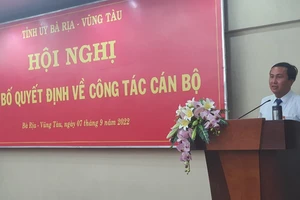 TỈNH ỦY BÀ RỊA - VŨNG TÀU
HỘI NGHỊ
BỐ QUYẾT ĐỊNH VỀ CÔNG TÁC CÁN BỘ
Bà Rịa - Vũng Tàu, ngày 07 tháng 9 năm 2022